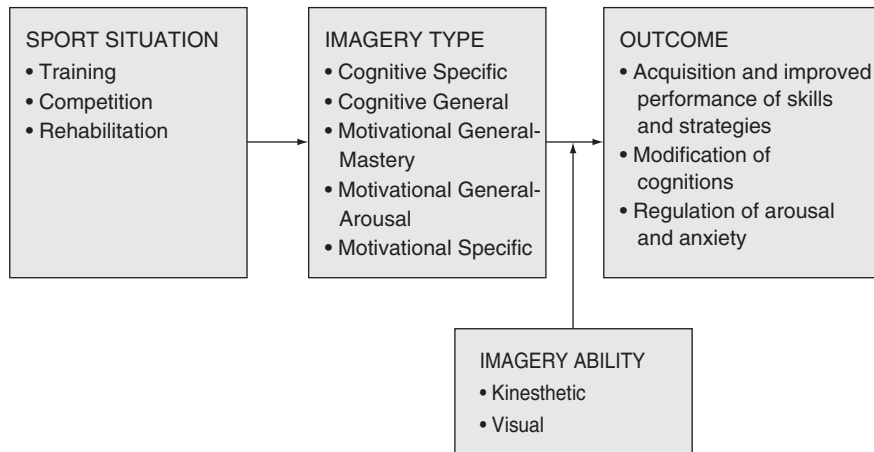 SPORT SITUATION
• Training
• Competition
• Rehabilitation
IMAGERY TYPE
• Cognitive Specific
• Cognitive General
• Motivational General-
Mastery
• Motivational General-
Arousal
• Motivational Specific
OUTCOME
• Acquisition and improved
performance of skills
and strategies
• Modification of
cognitions
• Regulation of arousal
and anxiety
IMAGERY ABILITY
• Kinesthetic
• Visual